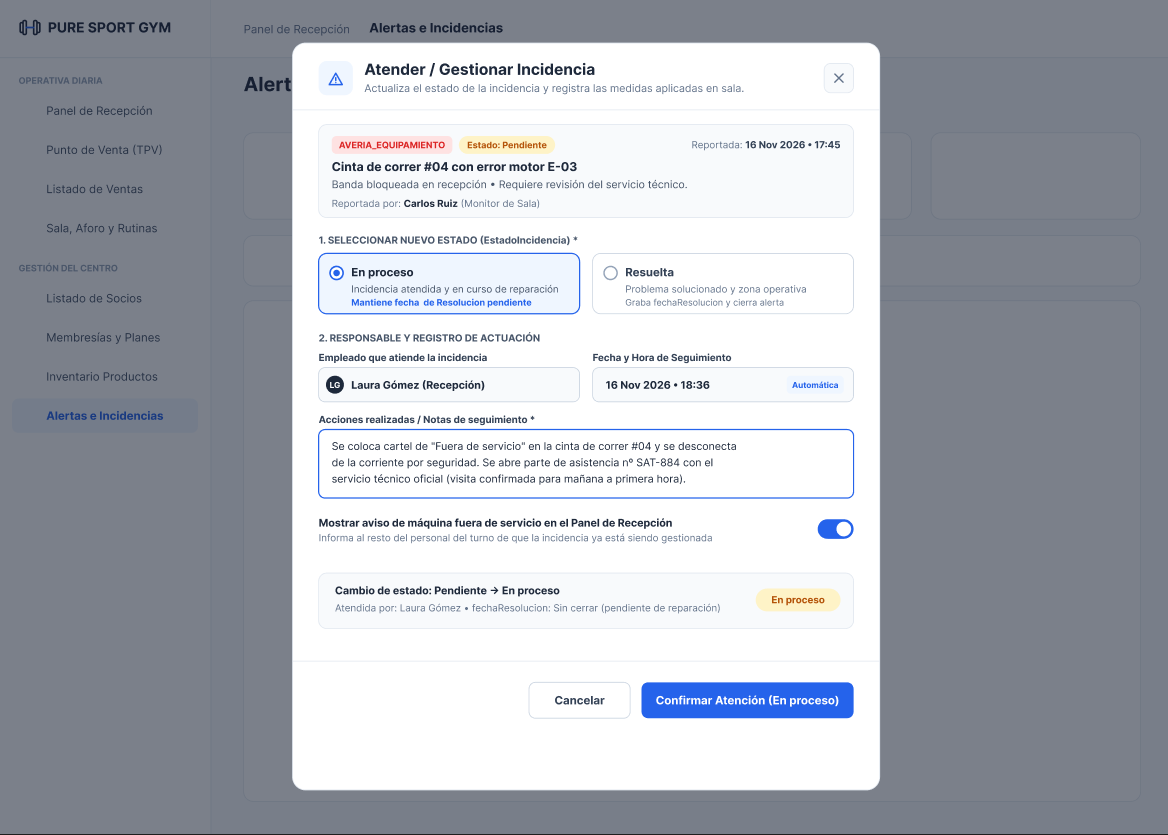 PURE SPORT GYM
Panel de Recepción
Alertas e Incidencias
OPERATIVA DIARIA
Panel de Recepción
Punto de Venta (TPV)
Listado de Ventas
Sala, Aforo y Rutinas
GESTIÓN DEL CENTRO
Listado de Socios
Membresías y Planes
Inventario Productos
Alertas e Incidencias
Alert
Atender / Gestionar Incidencia
Actualiza el estado de la incidencia y registra las medidas aplicadas en sala.
AVERIA_EQUIPAMIENTO
Estado: Pendiente
Reportada: 16 Nov 2026 • 17:45
Cinta de correr #04 con error motor E-03
Banda bloqueada en recepción • Requiere revisión del servicio técnico.
Reportada por: Carlos Ruiz (Monitor de Sala)
1. SELECCIONAR NUEVO ESTADO (EstadoIncidencia) *
En proceso
Incidencia atendida y en curso de reparación
Mantiene fecha de Resolucion pendiente
Resuelta
Problema solucionado y zona operativa
Graba fechaResolucion y cierra alerta
2. RESPONSABLE Y REGISTRO DE ACTUACIÓN
Empleado que atiende la incidencia
LG Laura Gómez (Recepción)
Fecha y Hora de Seguimiento
16 Nov 2026 • 18:36
Automática
Acciones realizadas / Notas de seguimiento *
Se coloca cartel de "Fuera de servicio" en la cinta de correr #04 y se desconecta
de la corriente por seguridad. Se abre parte de asistencia nº SAT-884 con el
servicio técnico oficial (visita confirmada para mañana a primera hora).
Mostrar aviso de máquina fuera de servicio en el Panel de Recepción
Informa al resto del personal del turno de que la incidencia ya está siendo gestionada
Cambio de estado: Pendiente → En proceso
Atendida por: Laura Gómez • fechaResolucion: Sin cerrar (pendiente de reparación)
En proceso
Cancelar
Confirmar Atención (En proceso)